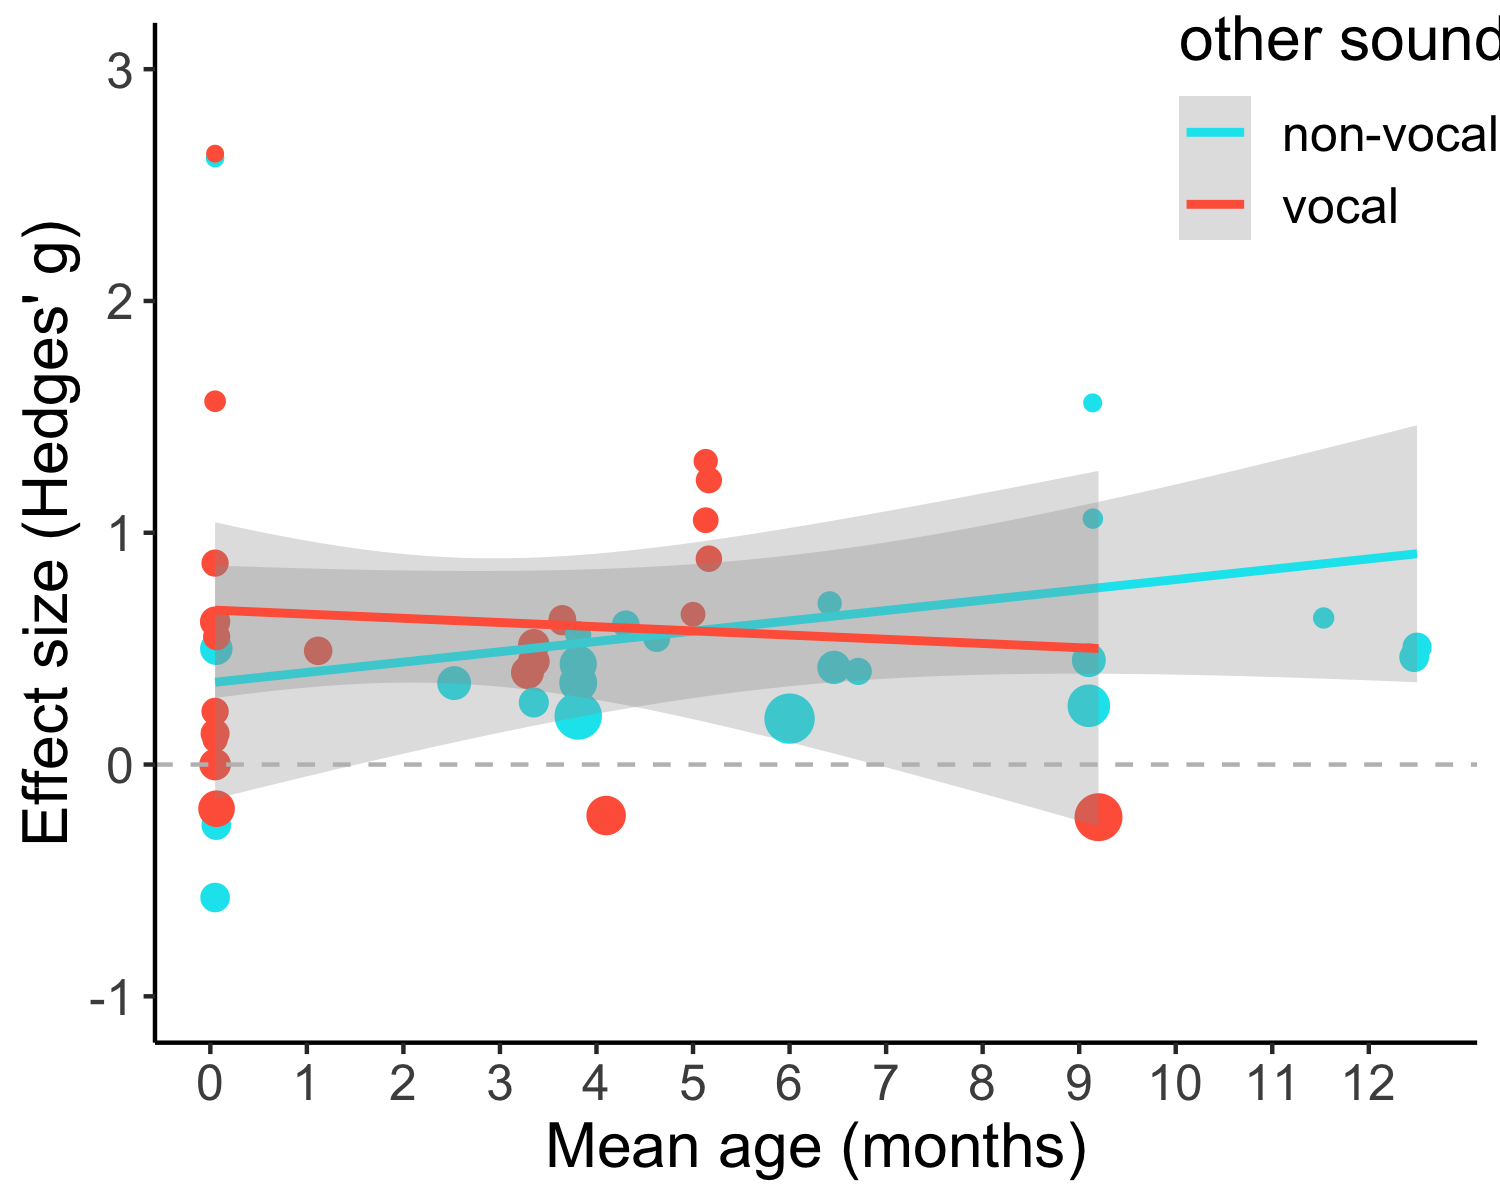 other sound
non-vocal
vocal
3
2
1
0
-1
Effect size (Hedges' g)
0 1 2 3 4 5 6 7 8 9 10 11 12
Mean age (months)